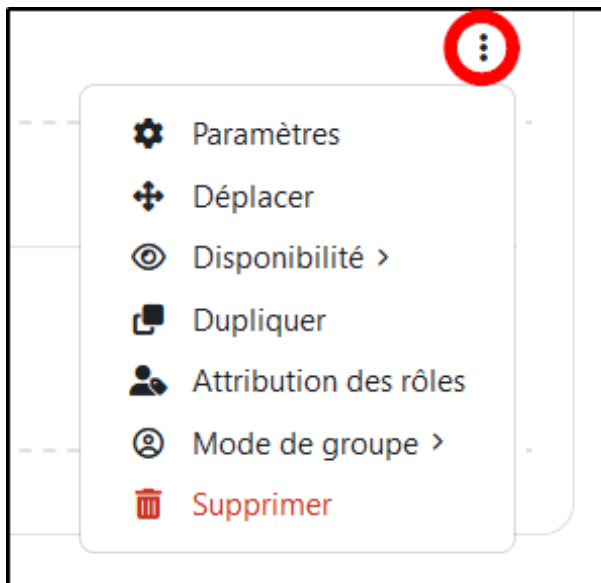 Paramètres
Déplacer
Disponibilité >
Dupliquer
Attribution des rôles
Mode de groupe >
Supprimer